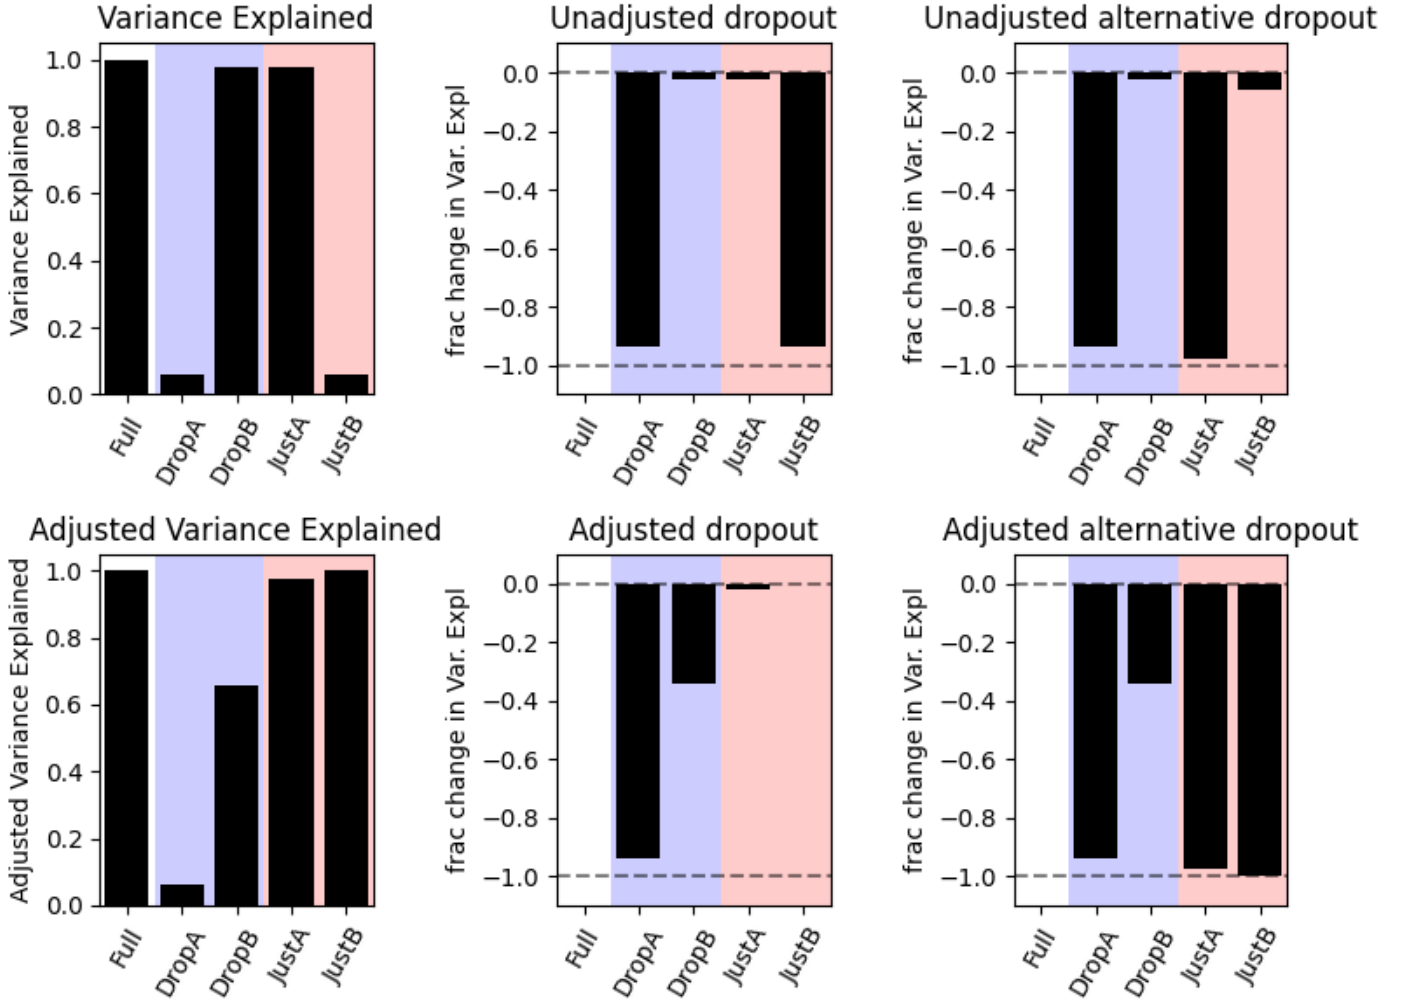 Variance Explained
Variance Explained
1.0
0.8
0.6
0.4
0.2
0.0
Full
DropA
DropB
JustA
JustB
Unadjusted dropout
frac hange in Var. Expl
0.0
−0.2
−0.4
−0.6
−0.8
−1.0
Full
DropA
DropB
JustA
JustB
Unadjusted alternative dropout
frac change in Var. Expl
0.0
−0.2
−0.4
−0.6
−0.8
−1.0
Full
DropA
DropB
JustA
JustB
Adjusted Variance Explained
Adjusted Variance Explained
1.0
0.8
0.6
0.4
0.2
0.0
Full
DropA
DropB
JustA
JustB
Adjusted dropout
frac change in Var. Expl
0.0
−0.2
−0.4
−0.6
−0.8
−1.0
Full
DropA
DropB
JustA
JustB
Adjusted alternative dropout
frac change in Var. Expl
0.0
−0.2
−0.4
−0.6
−0.8
−1.0
Full
DropA
DropB
JustA
JustB